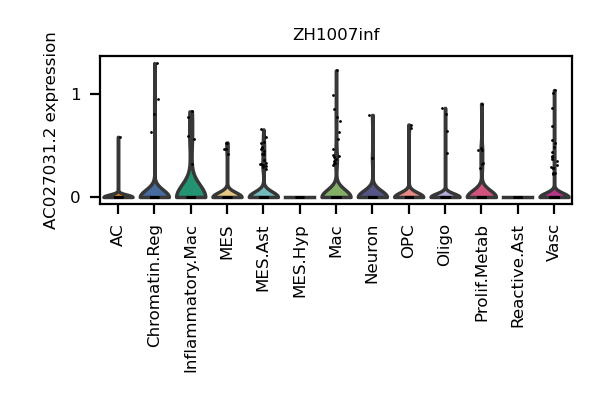 ZH1007inf
AC027031.2 expression
1
0
AC
Chromatin.Reg
Inflammatory.Mac
MES
MES.Ast
MES.Hyp
Mac
Neuron
OPC
Oligo
Prolif.Metab
Reactive.Ast
Vasc